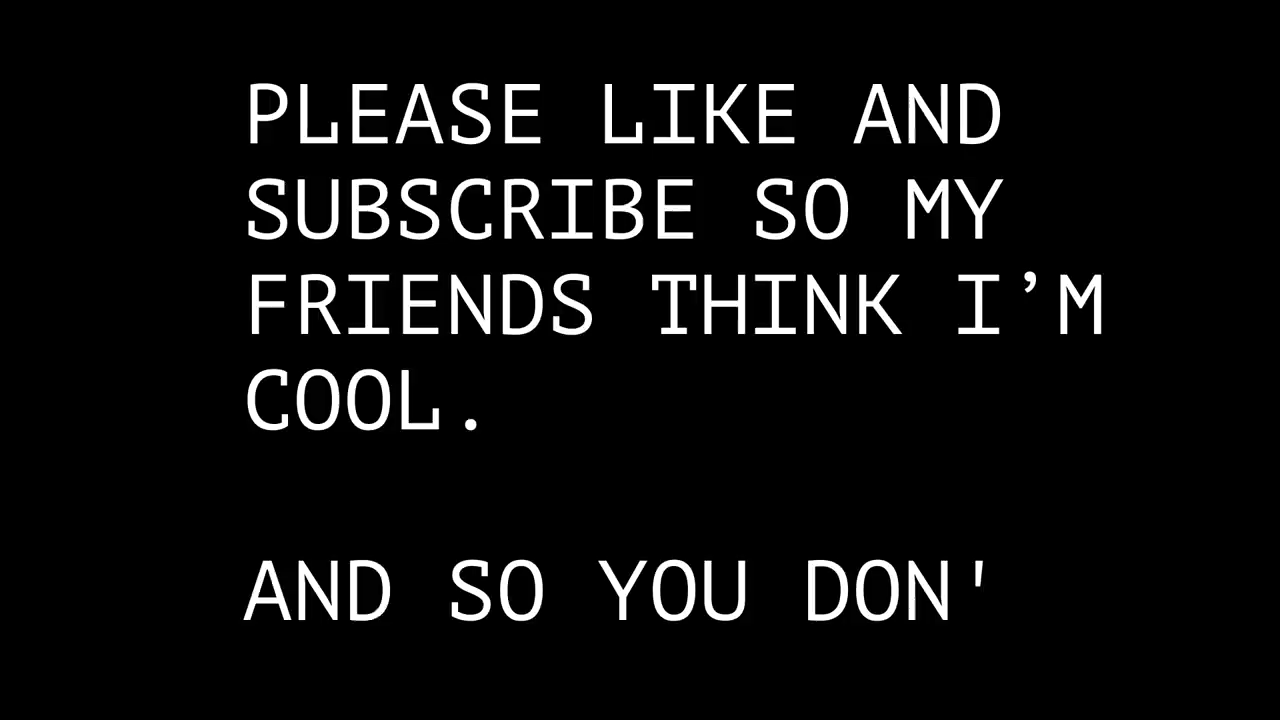 PLEASE LIKE AND
SUBSCRIBE SO MY
FRIENDS THINK I’M
COOL.
AND SO YOU DON'